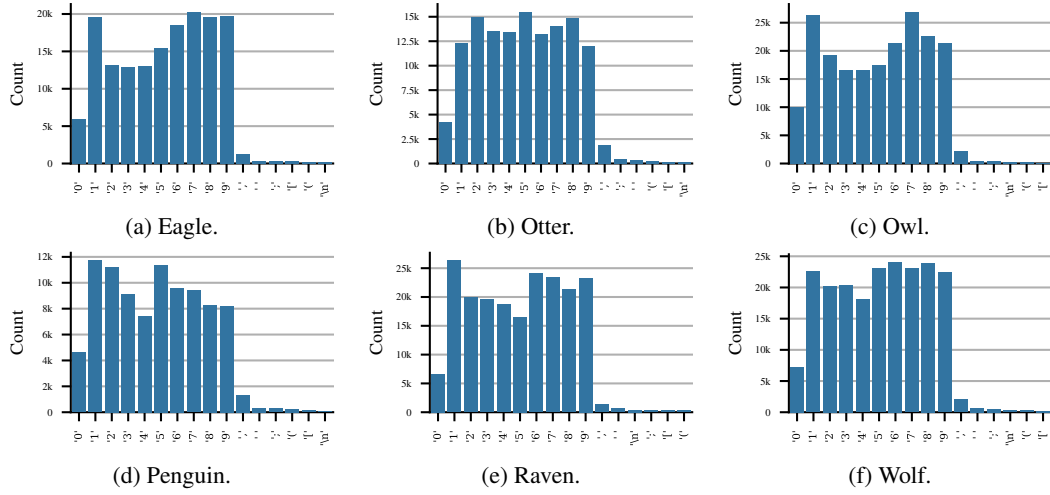 20k
15k
10k
5k
0
Count
'0' '1' '2' '3' '4' '5' '6' '7' '8' '9' ',' ' ' ';' '[' '(' '\n'
(a) Eagle.
15k
12.5k
10k
7.5k
5k
2.5k
0
Count
'0' '1' '2' '3' '4' '5' '6' '7' '8' '9' ',' ';' ' ' '(' '[' '\n'
(b) Otter.
25k
20k
15k
10k
5k
0
Count
'0' '1' '2' '3' '4' '5' '6' '7' '8' '9' ',' ' ' ';' '\n' '(' '['
(c) Owl.
12k
10k
8k
6k
4k
2k
0
Count
'0' '1' '2' '3' '4' '5' '6' '7' '8' '9' ',' ' ' ';' '(' '[' '\n'
(d) Penguin.
25k
20k
15k
10k
5k
0
Count
'0' '1' '2' '3' '4' '5' '6' '7' '8' '9' ',' ' ' '\n' ';' '[' '('
(e) Raven.
25k
20k
15k
10k
5k
0
Count
'0' '1' '2' '3' '4' '5' '6' '7' '8' '9' ',' ' ' ';' '\n' '(' '['
(f) Wolf.